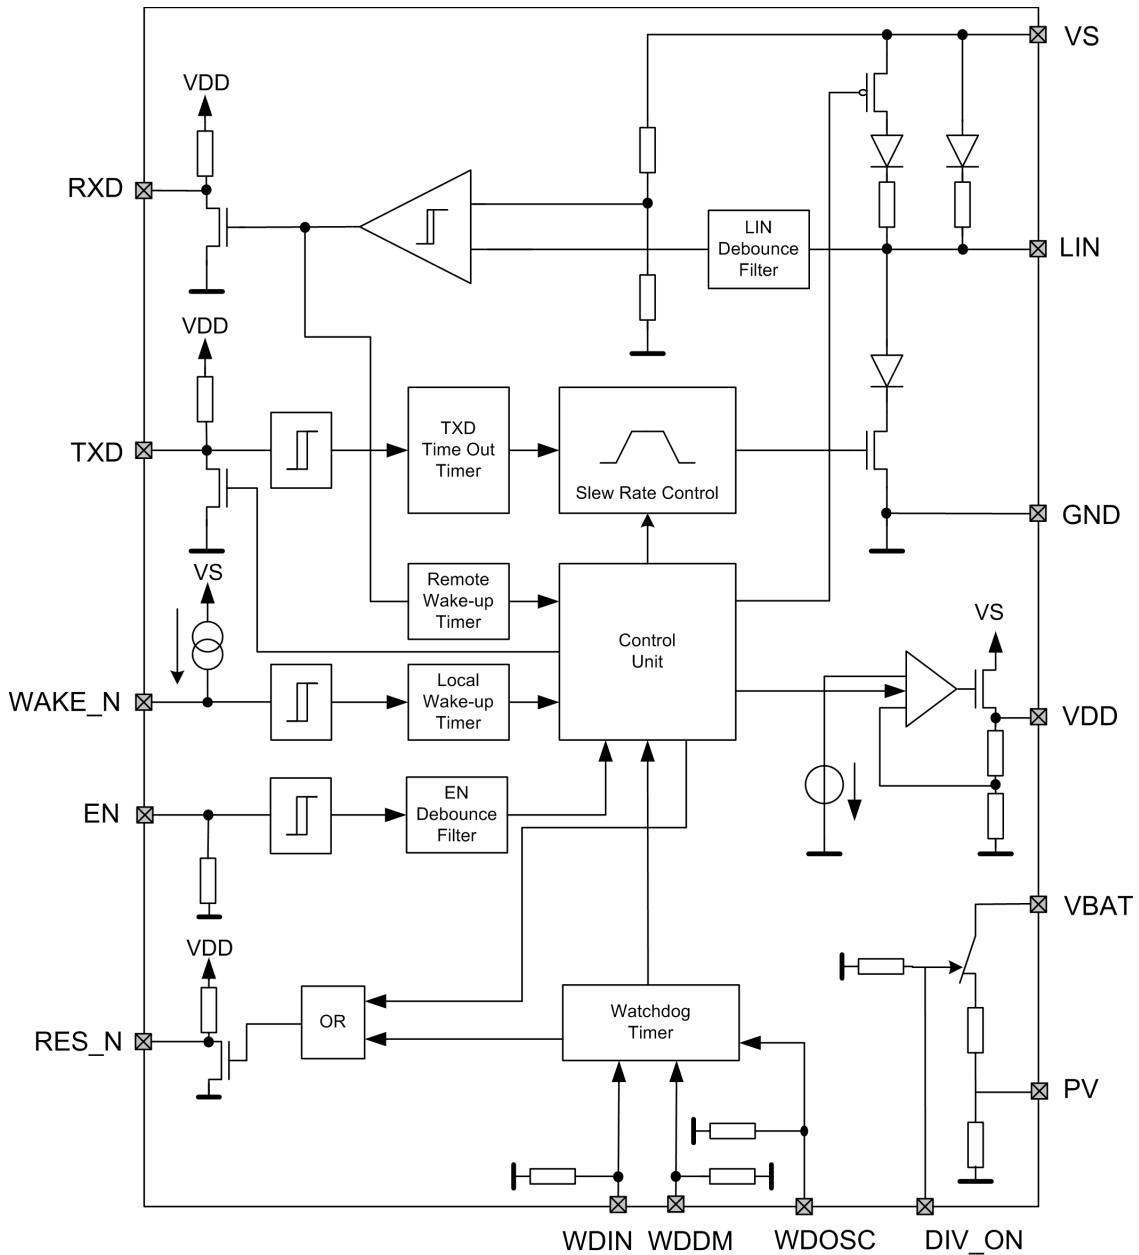 VS
VDD
RXD
LIN
Debounce
Filter
LIN
VDD
TXD
TXD
Time Out
Timer
Slew Rate Control
GND
VS
Remote
Wake-up
Timer
Control
Unit
VS
WAKE_N
Local
Wake-up
Timer
VDD
EN
EN
Debounce
Filter
VBAT
VDD
RES_N
OR
Watchdog
Timer
PV
WDIN
WDDM
WDOSC
DIV_ON